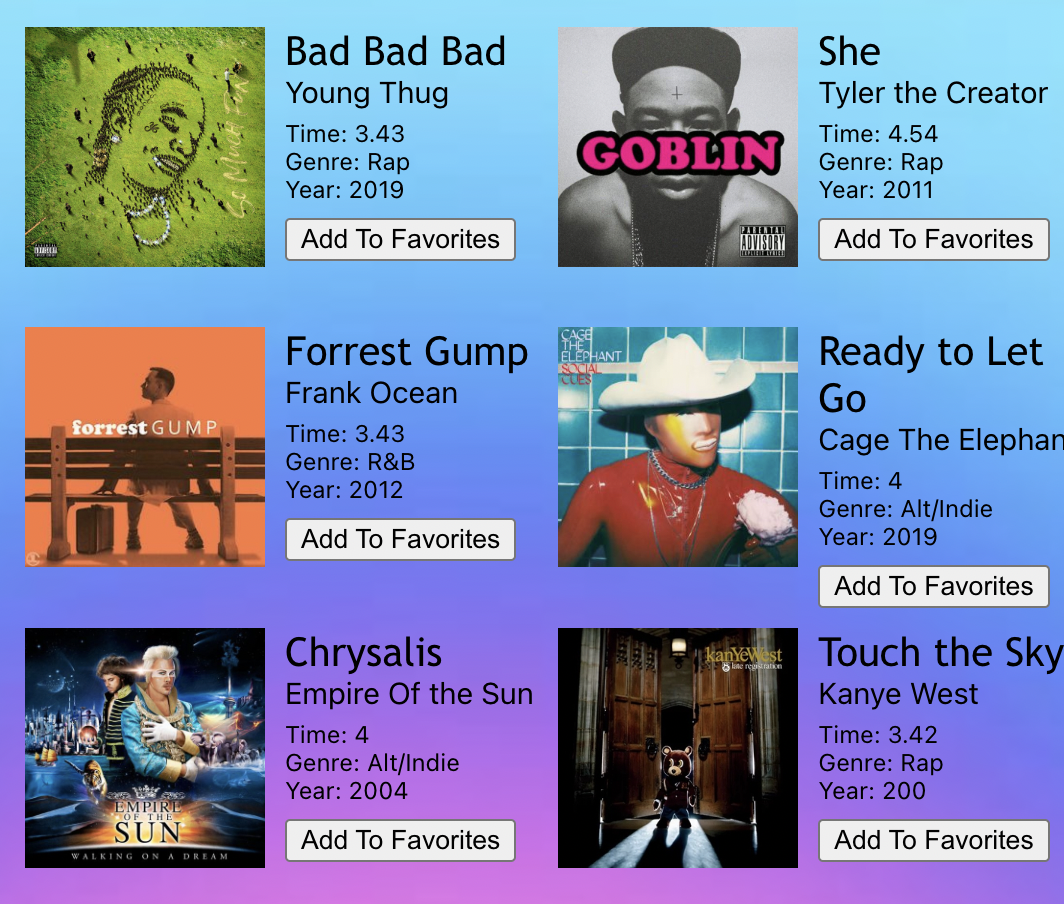 Bad Bad Bad
Young Thug
Time: 3.43
Genre: Rap
Year: 2019
Add To Favorites
So Much Fun
She
Tyler the Creator
Time: 4.54
Genre: Rap
Year: 2011
Add To Favorites
GOBLIN
PARENTAL
ADVISORY
EXPLICIT LYRICS
Forrest Gump
Frank Ocean
Time: 3.43
Genre: R&B
Year: 2012
Add To Favorites
forrest GUMP
Ready to Let
Go
Cage The Elephan
Time: 4
Genre: Alt/Indie
Year: 2019
Add To Favorites
CAGE
THE
ELEPHANT
SOCIAL
CUES
Chrysalis
Empire Of the Sun
Time: 4
Genre: Alt/Indie
Year: 2004
Add To Favorites
EMPIRE
OF THE
SUN
WALKING ON A DREAM
Touch the Sky
Kanye West
Time: 3.42
Genre: Rap
Year: 200
Add To Favorites
kanYeWest
late registration